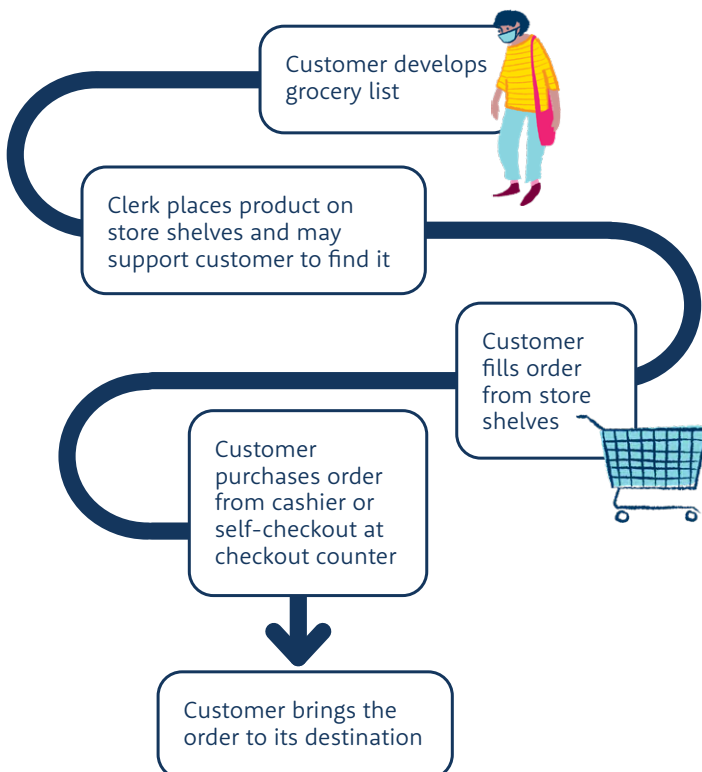 Customer develops
grocery list
Clerk places product on
store shelves and may
support customer to find it
Customer
fills order
from store
shelves
Customer
purchases order
from cashier or
self-checkout at
checkout counter
Customer brings the
order to its destination